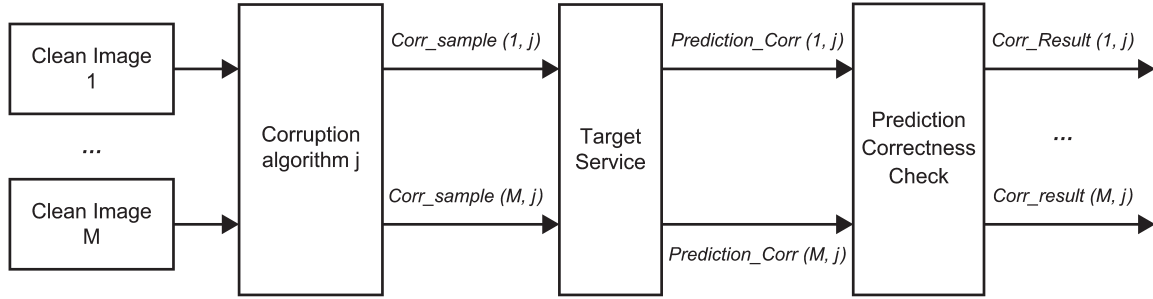 Clean Image
1
...
Clean Image
M
Corruption
algorithm j
Corr_sample (1, j)
Corr_sample (M, j)
Target
Service
Prediction_Corr (1, j)
Prediction_Corr (M, j)
Prediction
Correctness
Check
Corr_Result (1, j)
...
Corr_result (M, j)